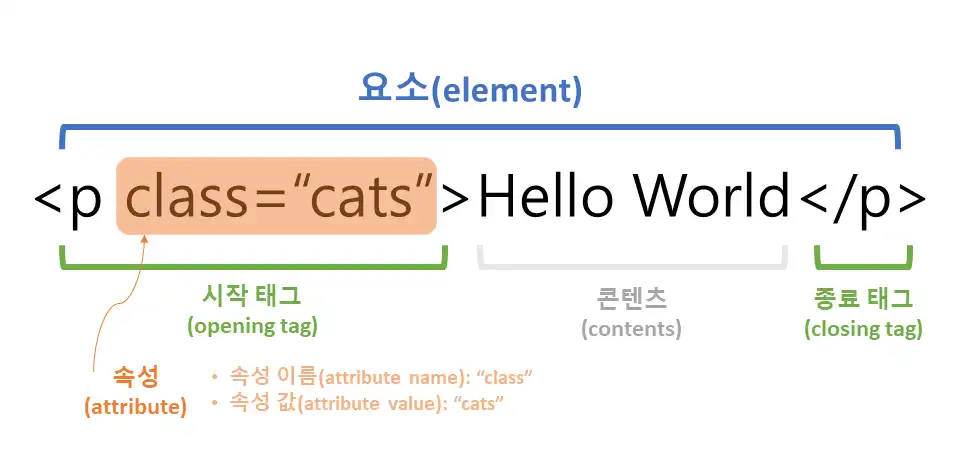 요소(element)
<p class=“cats”>Hello World</p>
시작 태그
(opening tag)
콘텐츠
(contents)
종료 태그
(closing tag)
속성
(attribute)
• 속성 이름(attribute name): “class”
• 속성 값(attribute value): “cats”